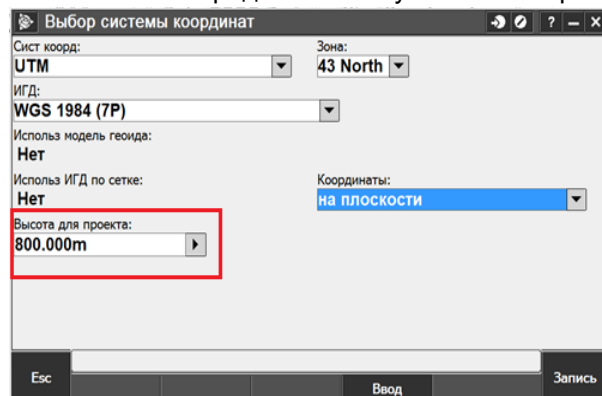 Выбор системы координат
? – ×
Сист коорд:
Зона:
UTM
43 North
ИГД:
WGS 1984 (7P)
Использ модель геоида:
Нет
Использ ИГД по сетке:
Координаты:
Нет
на плоскости
Высота для проекта:
800.000m
Esc
Ввод
Запись